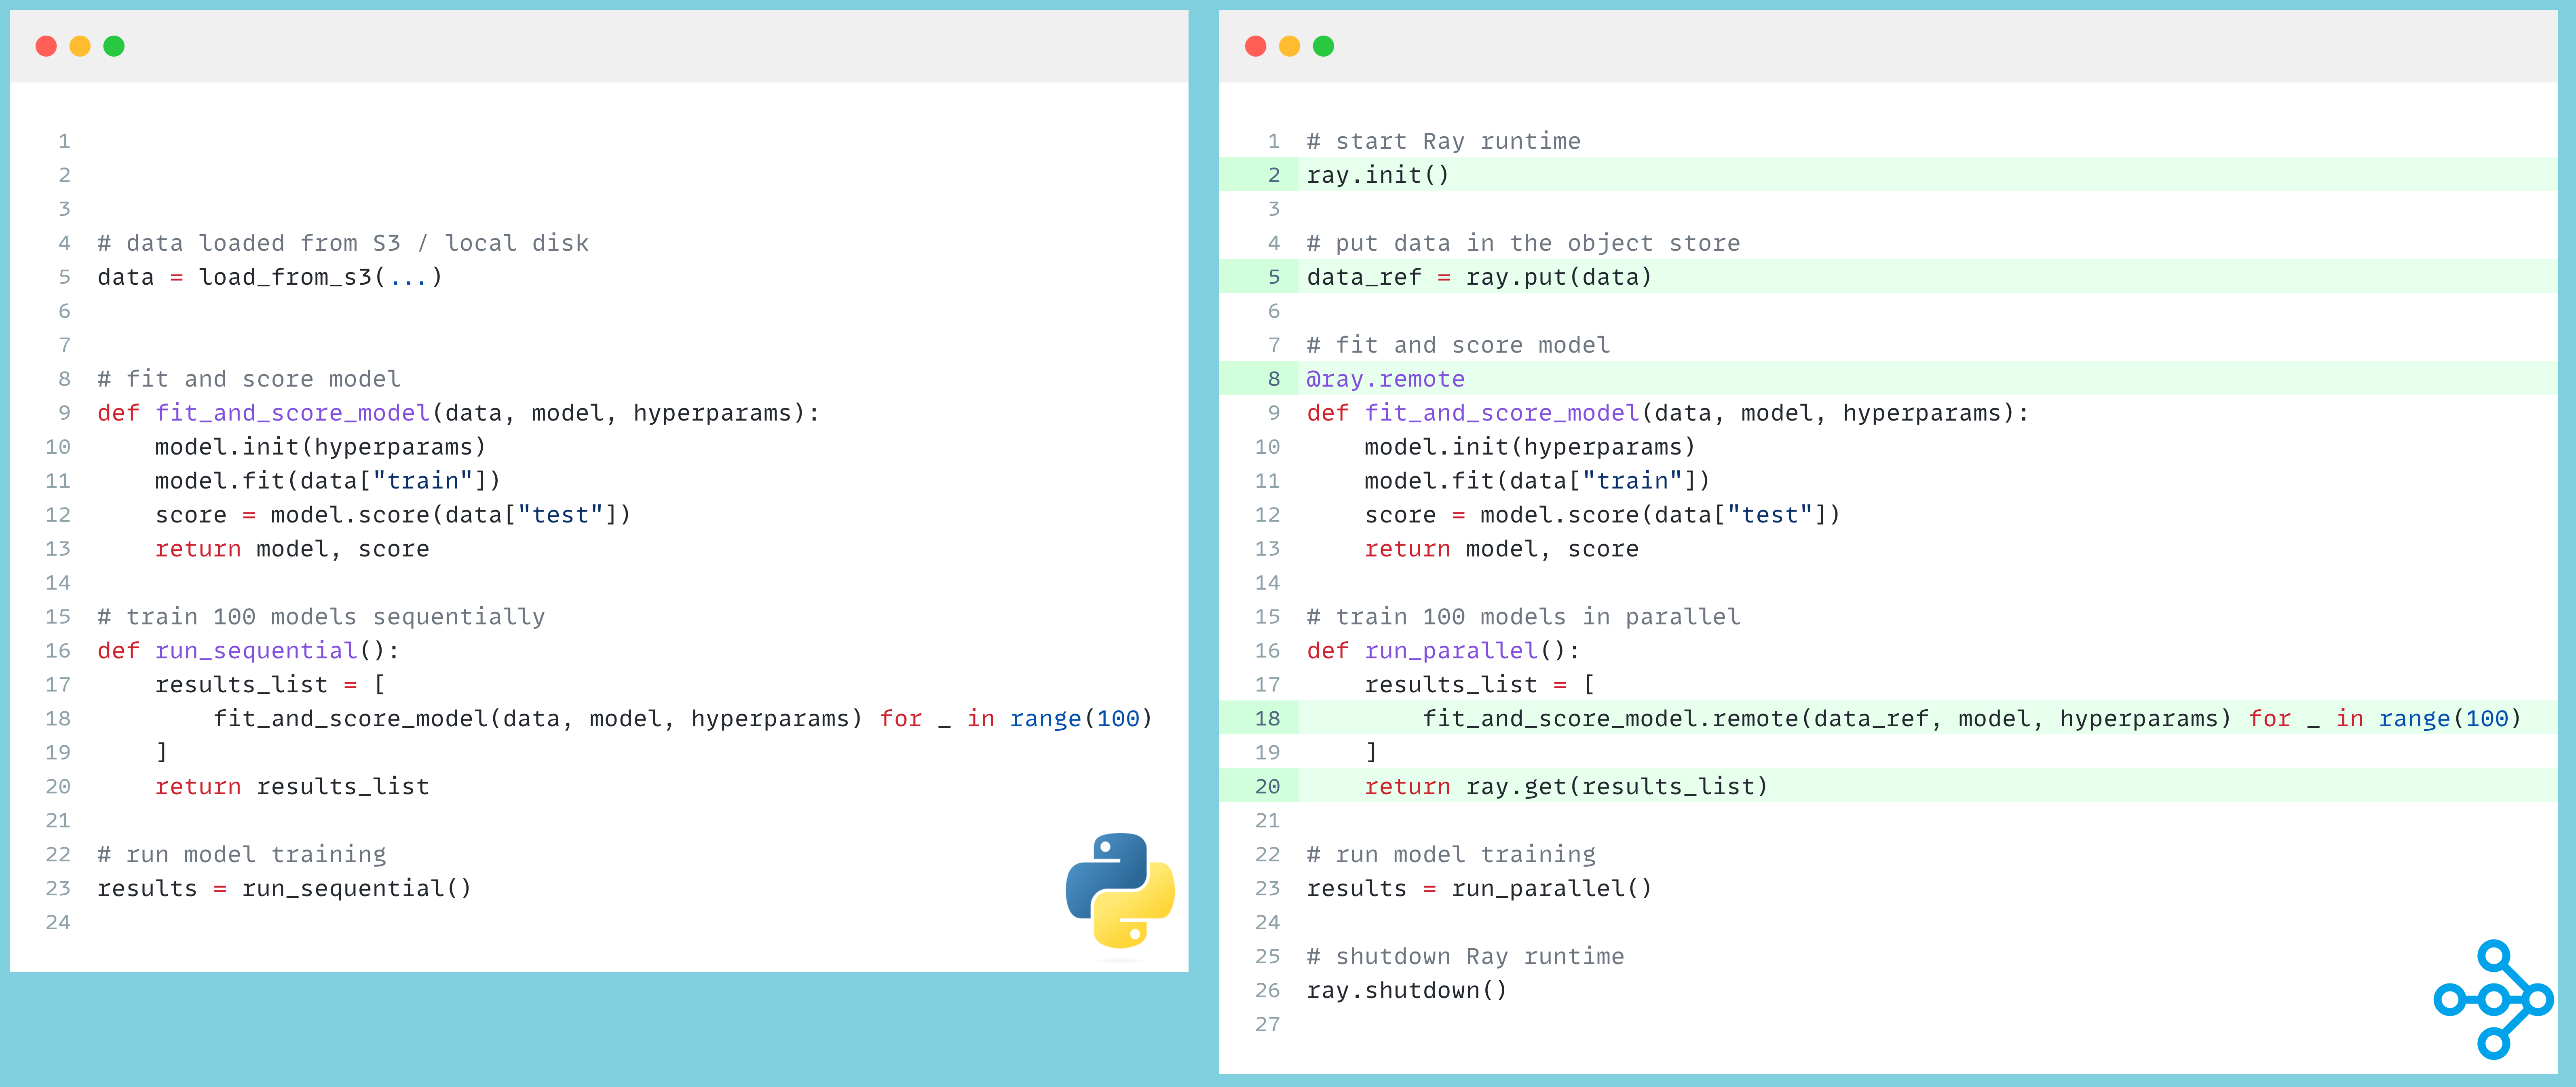 1
2
3
4 # data loaded from S3 / local disk
5 data = load_from_s3(...)
6
7
8 # fit and score model
9 def fit_and_score_model(data, model, hyperparams):
10     model.init(hyperparams)
11     model.fit(data["train"])
12     score = model.score(data["test"])
13     return model, score
14
15 # train 100 models sequentially
16 def run_sequential():
17     results_list = [
18         fit_and_score_model(data, model, hyperparams) for _ in range(100)
19     ]
20     return results_list
21
22 # run model training
23 results = run_sequential()
24
1 # start Ray runtime
2 ray.init()
3
4 # put data in the object store
5 data_ref = ray.put(data)
6
7 # fit and score model
8 @ray.remote
9 def fit_and_score_model(data, model, hyperparams):
10     model.init(hyperparams)
11     model.fit(data["train"])
12     score = model.score(data["test"])
13     return model, score
14
15 # train 100 models in parallel
16 def run_parallel():
17     results_list = [
18         fit_and_score_model.remote(data_ref, model, hyperparams) for _ in range(100)
19     ]
20     return ray.get(results_list)
21
22 # run model training
23 results = run_parallel()
24
25 # shutdown Ray runtime
26 ray.shutdown()
27